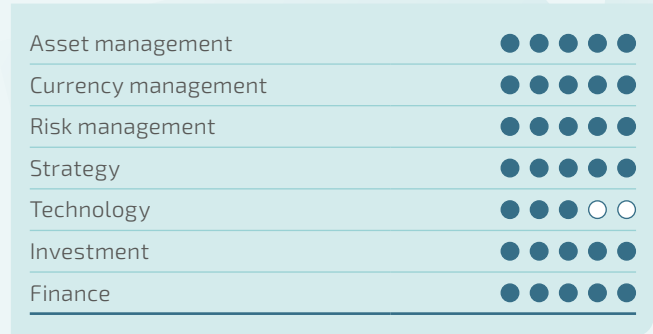 Asset management
Currency management
Risk management
Strategy
Technology
Investment
Finance